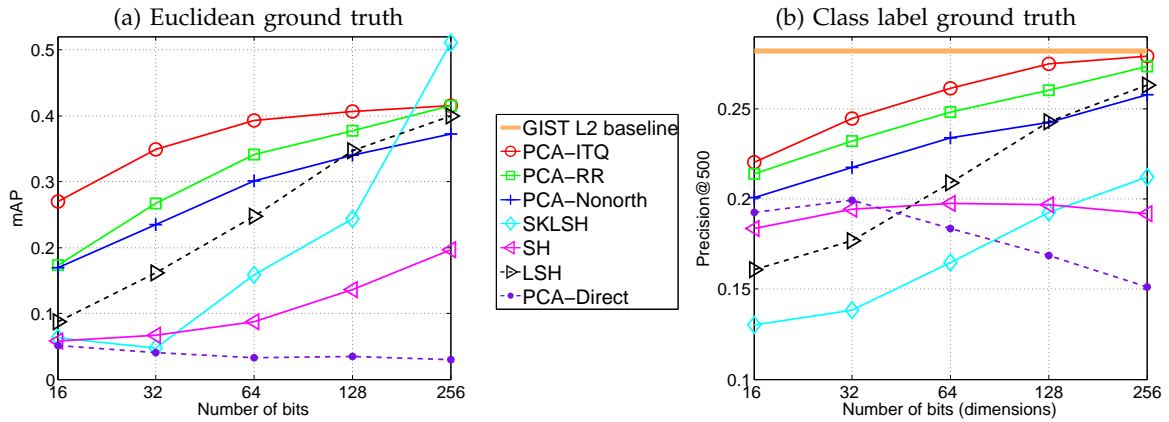 (a) Euclidean ground truth
0.5
0.4
0.3
0.2
0.1
0
mAP
16 32 64 128 256
Number of bits
GIST L2 baseline
PCA−ITQ
PCA−RR
PCA−Nonorth
SKLSH
SH
LSH
PCA−Direct
(b) Class label ground truth
0.25
0.2
0.15
0.1
Precision@500
16 32 64 128 256
Number of bits (dimensions)